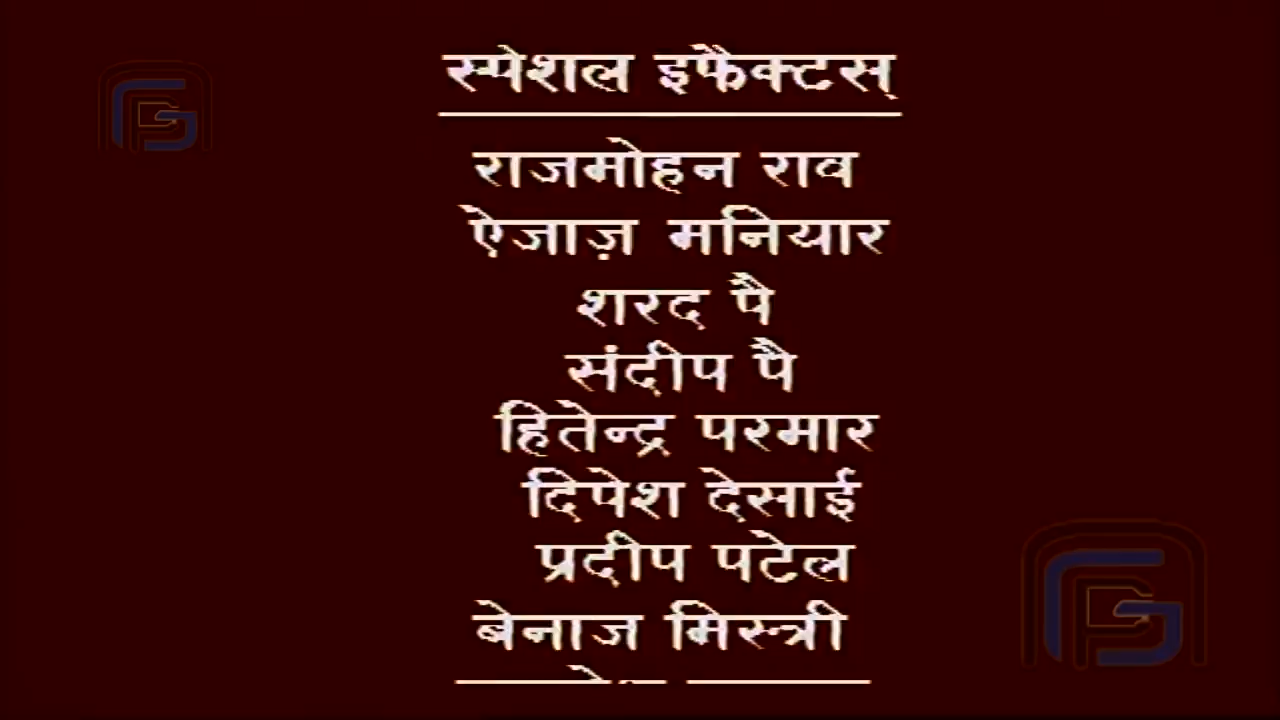 स्पेशल इफैक्टस्
राजमोहन राव
ऐजाज़ मनियार
शरद पै
संदीप पै
हितेन्द्र परमार
दिपेश देसाई
प्रदीप पटेल
बेनाज मिस्त्री